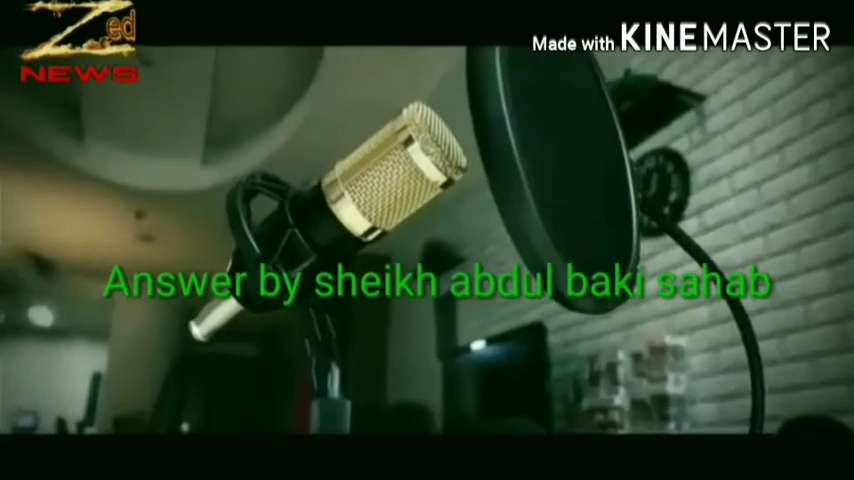 Zed
NEWS
Made with KINEMASTER
Answer by sheikh abdul baki sahab